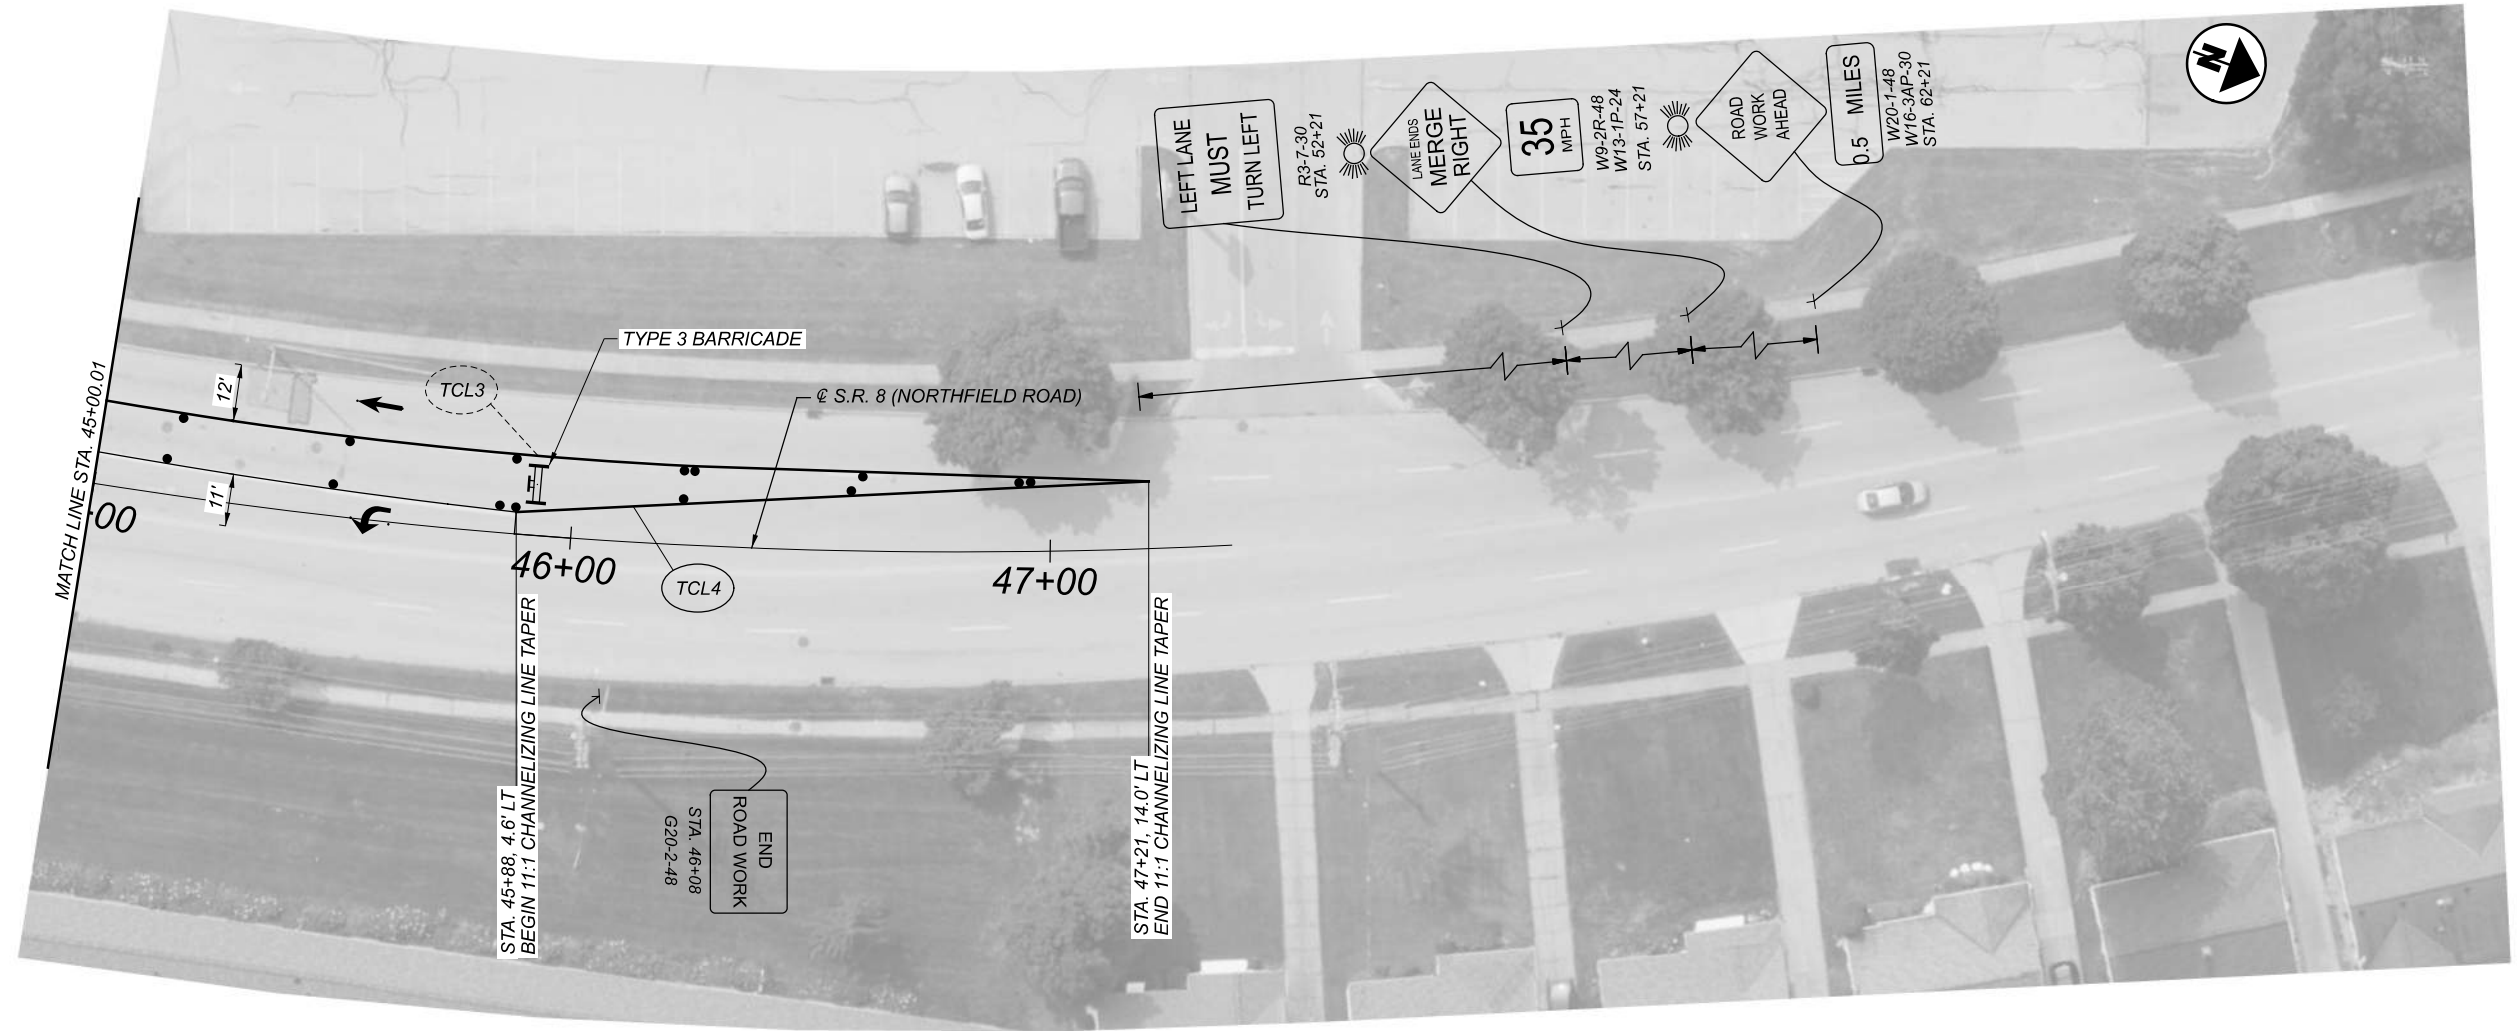 LEFT LANE
MUST
TURN LEFT
R3-7-30
STA. 52+21
LANE ENDS
MERGE
RIGHT
35
MPH
W9-2R-48
W13-1P-24
STA. 57+21
ROAD
WORK
AHEAD
0.5 MILES
W20-1-48
W16-3AP-30
STA. 62+21
N
TYPE 3 BARRICADE
TCL3
℄ S.R. 8 (NORTHFIELD ROAD)
12'
11'
MATCH LINE STA. 45+00.01
00
46+00
47+00
TCL4
STA. 45+88, 4.6' LT
BEGIN 11:1 CHANNELIZING LINE TAPER
END
ROAD WORK
STA. 46+08
G20-2-48
STA. 47+21, 14.0' LT
END 11:1 CHANNELIZING LINE TAPER